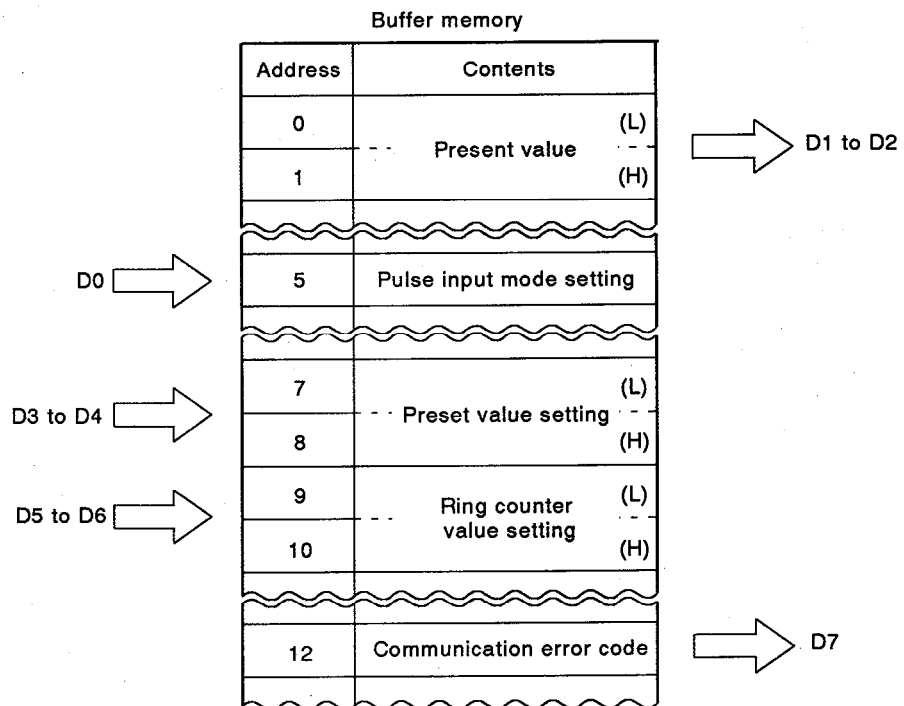 Buffer memory
Address Contents
0 (L)
Present value
1 (H)
D1 to D2
D0
5 Pulse input mode setting
7 (L)
D3 to D4
Preset value setting
8 (H)
9 (L)
D5 to D6
Ring counter
value setting
10 (H)
12 Communication error code
D7